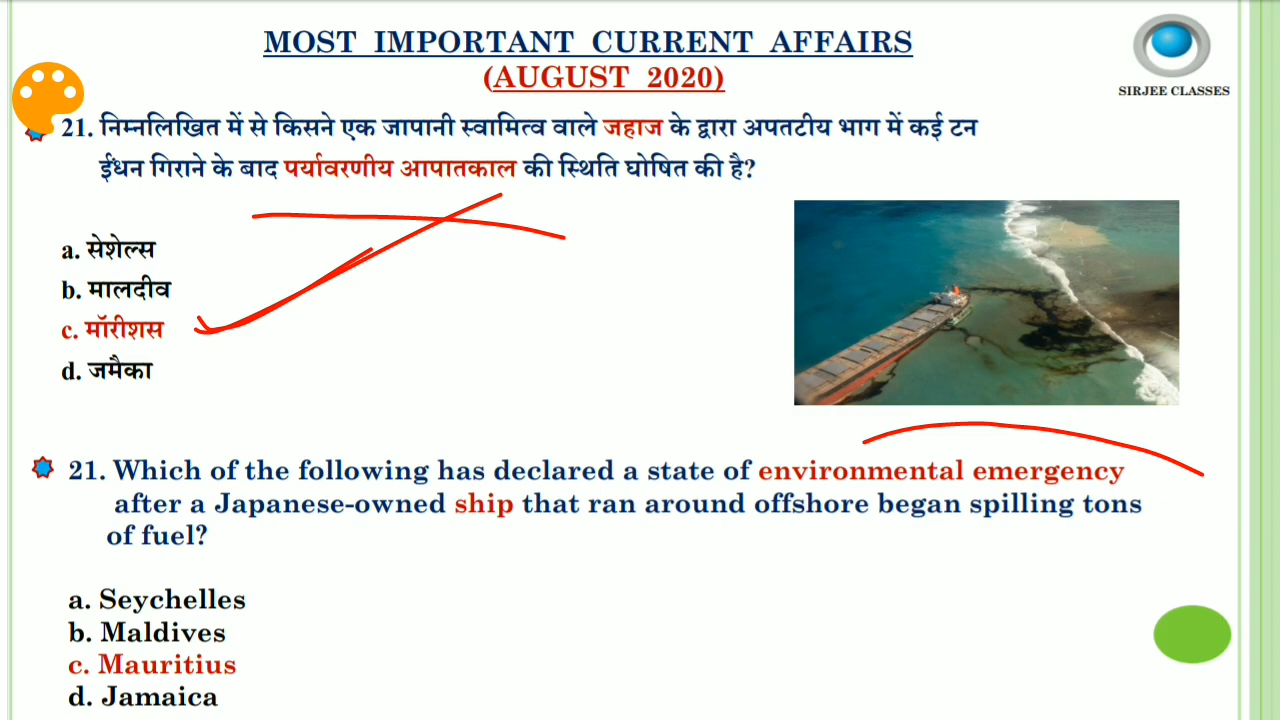 MOST IMPORTANT CURRENT AFFAIRS
(AUGUST 2020)
SIRJEE CLASSES
21. निम्नलिखित में से किसने एक जापानी स्वामित्व वाले जहाज के द्वारा अपतटीय भाग में कई टन
ईंधन गिराने के बाद पर्यावरणीय आपातकाल की स्थिति घोषित की है?
a. सेशेल्स
b. मालदीव
c. मॉरीशस
d. जमैका
21. Which of the following has declared a state of environmental emergency
after a Japanese-owned ship that ran around offshore began spilling tons
of fuel?
a. Seychelles
b. Maldives
c. Mauritius
d. Jamaica